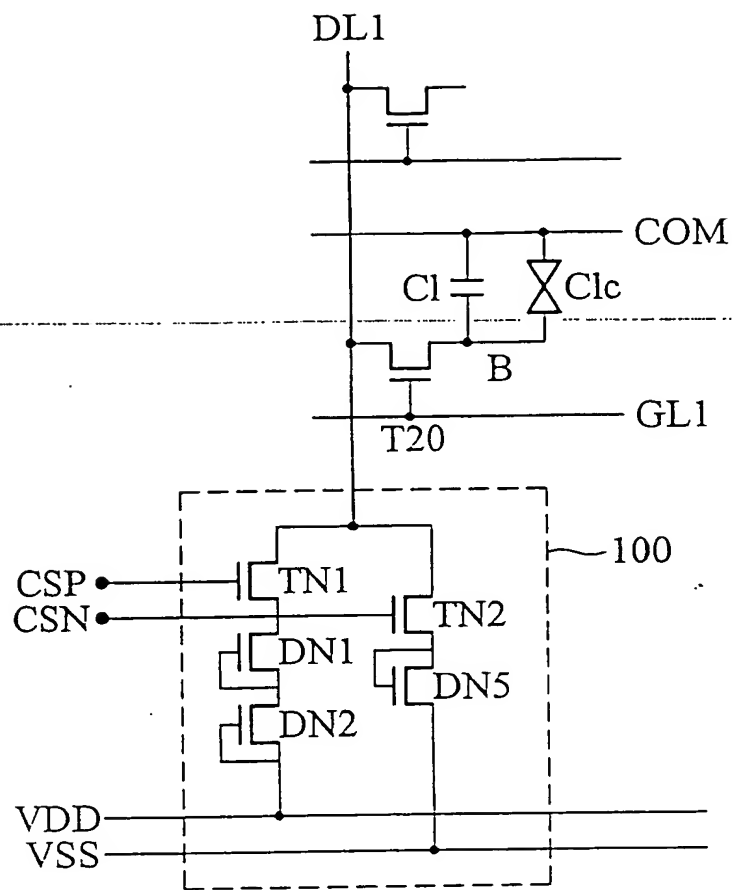 DL1
COM
Cl
Clc
B
GL1
T20
100
CSP
TN1
CSN
TN2
DN1
DN5
DN2
VDD
VSS